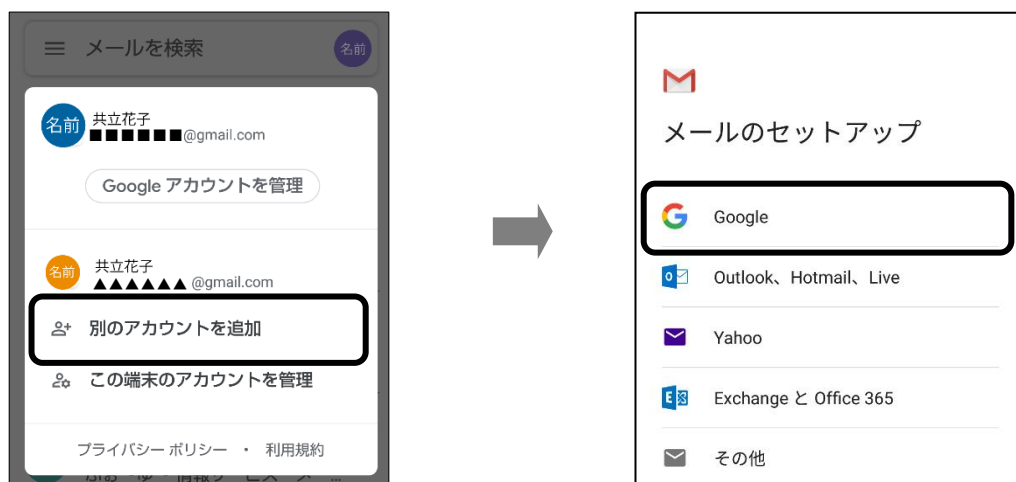 メールを検索
名前
名前
共立花子
■■■■■■@gmail.com
Google アカウントを管理
名前
共立花子
▲▲▲▲▲▲ @gmail.com
別のアカウントを追加
この端末のアカウントを管理
プライバシー ポリシー ・ 利用規約
メールのセットアップ
Google
Outlook、Hotmail、Live
Yahoo
Exchange と Office 365
その他